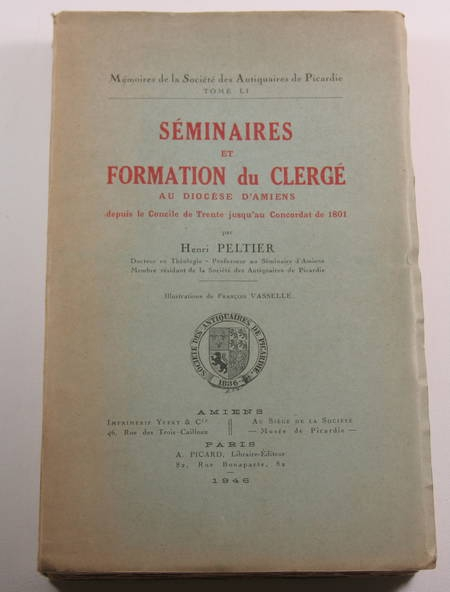 Mémoires de la Société des Antiquaires de Picardie
TOME LI
SÉMINAIRES
ET
FORMATION du CLERGÉ
AU DIOCÈSE D'AMIENS
depuis le Concile de Trente jusqu'au Concordat de 1801
par
Henri PELTIER
Docteur en Théologie - Professeur au Séminaire d'Amiens
Membre résidant de la Société des Antiquaires de Picardie
Illustrations de François VASSELLE.
SOCIÉTÉ DES ANTIQUAIRES DE PICARDIE
1836
AMIENS
Imprimerie Yvert & Cie
46, Rue des Trois-Cailloux
Au Siège de la Société
— Musée de Picardie —
PARIS
A. PICARD, Libraire-Éditeur
82, Rue Bonaparte, 82
1946